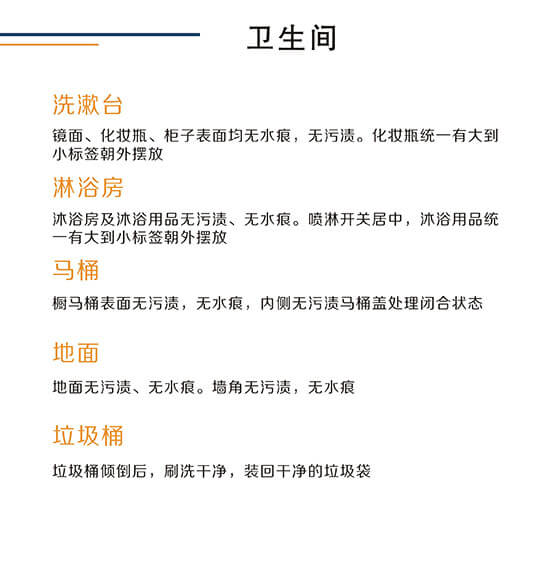 卫生间
洗漱台
镜面、化妆瓶、柜子表面均无水痕，无污渍。化妆瓶统一有大到
小标签朝外摆放
淋浴房
沐浴房及沐浴用品无污渍、无水痕。喷淋开关居中，沐浴用品统
一有大到小标签朝外摆放
马桶
橱马桶表面无污渍，无水痕，内侧无污渍马桶盖处理闭合状态
地面
地面无污渍、无水痕。墙角无污渍，无水痕
垃圾桶
垃圾桶倾倒后，刷洗干净，装回干净的垃圾袋